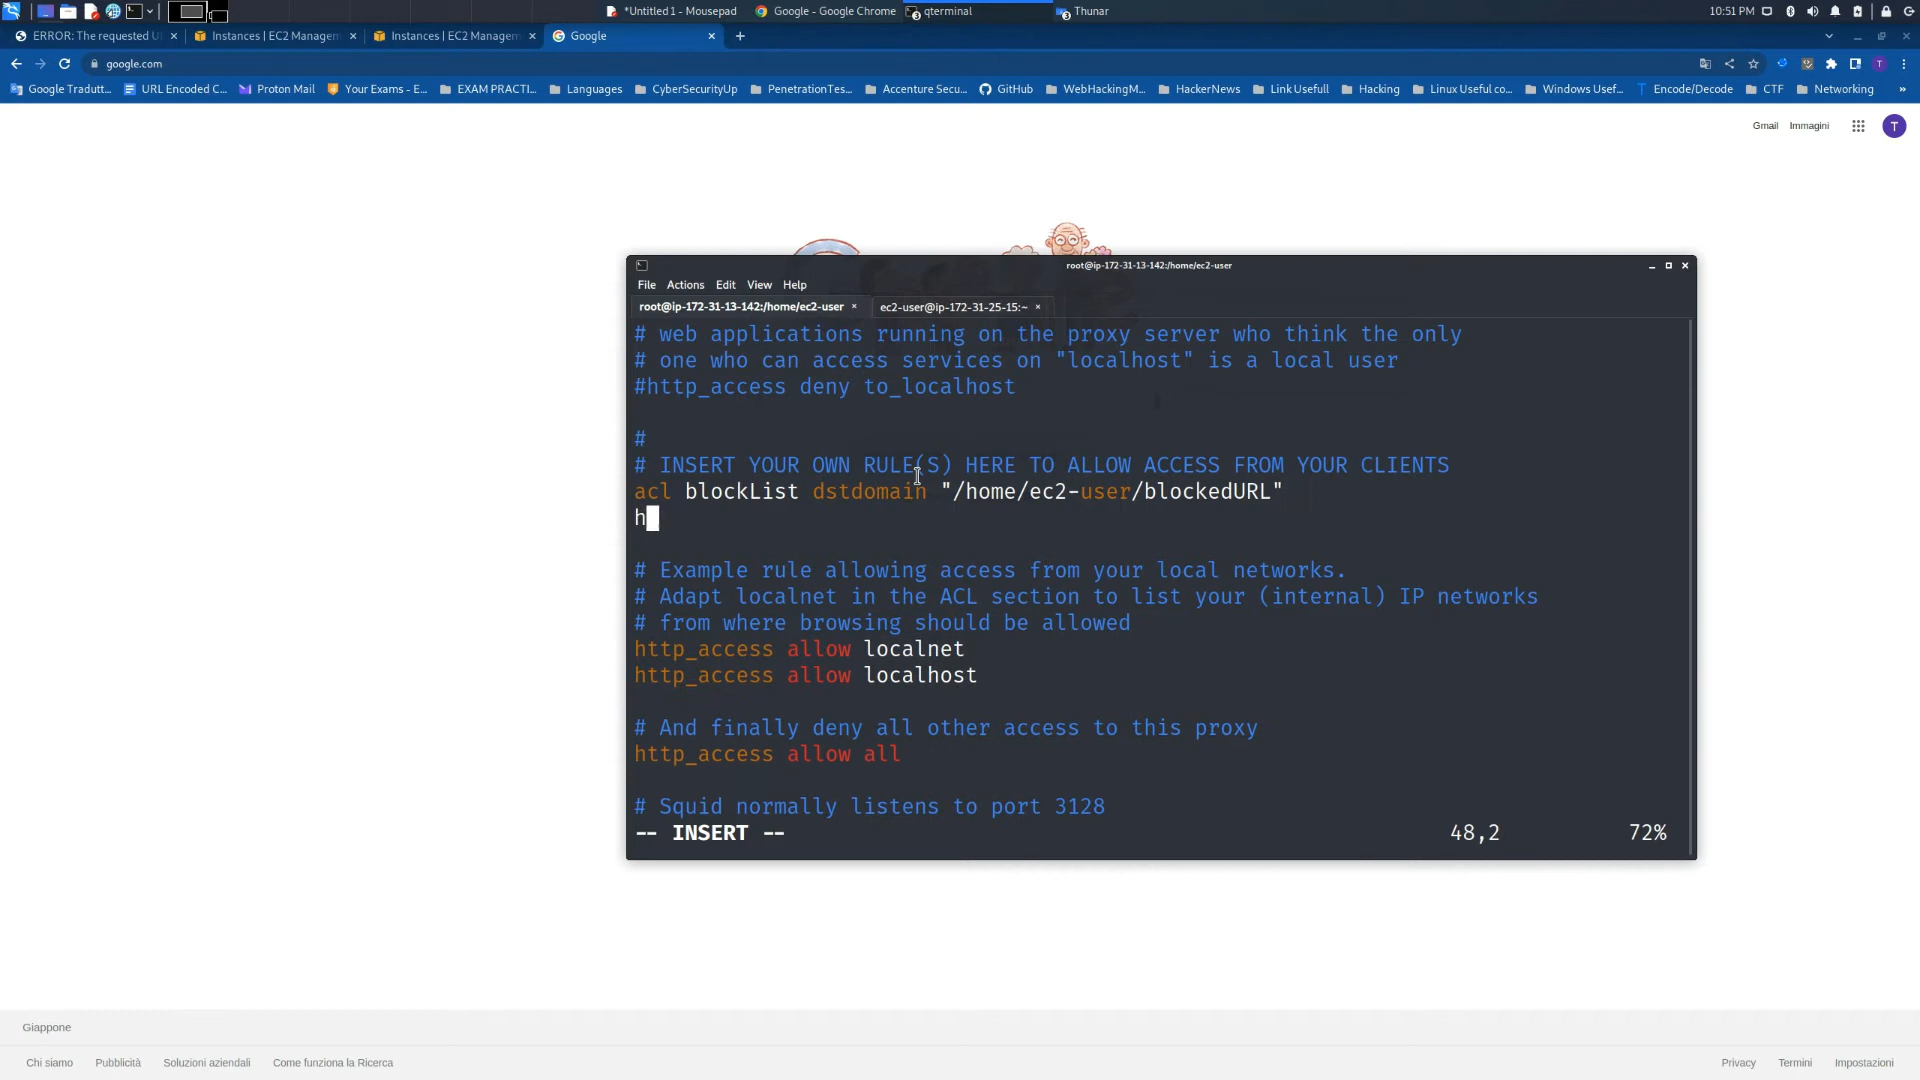 *Untitled 1 - Mousepad
Google - Google Chrome
qterminal
Thunar
10:51 PM
ERROR: The requested U
Instances | EC2 Managem
Instances | EC2 Managem
Google
google.com
Google Tradutt...
URL Encoded C...
Proton Mail
Your Exams - E...
EXAM PRACTI...
Languages
CyberSecurityUp
PenetrationTes...
Accenture Secu...
GitHub
WebHackingM...
HackerNews
Link Usefull
Hacking
Linux Useful co...
Windows Usef...
Encode/Decode
CTF
Networking
Gmail
Immagini
T
root@ip-172-31-13-142:/home/ec2-user
File Actions Edit View Help
root@ip-172-31-13-142:/home/ec2-user
ec2-user@ip-172-31-25-15:~
# web applications running on the proxy server who think the only
# one who can access services on "localhost" is a local user
#http_access deny to_localhost
#
# INSERT YOUR OWN RULE(S) HERE TO ALLOW ACCESS FROM YOUR CLIENTS
acl blockList dstdomain "/home/ec2-user/blockedURL"
h
# Example rule allowing access from your local networks.
# Adapt localnet in the ACL section to list your (internal) IP networks
# from where browsing should be allowed
http_access allow localnet
http_access allow localhost
# And finally deny all other access to this proxy
http_access allow all
# Squid normally listens to port 3128
-- INSERT --
48,2
72%
Giappone
Chi siamo
Pubblicità
Soluzioni aziendali
Come funziona la Ricerca
Privacy
Termini
Impostazioni